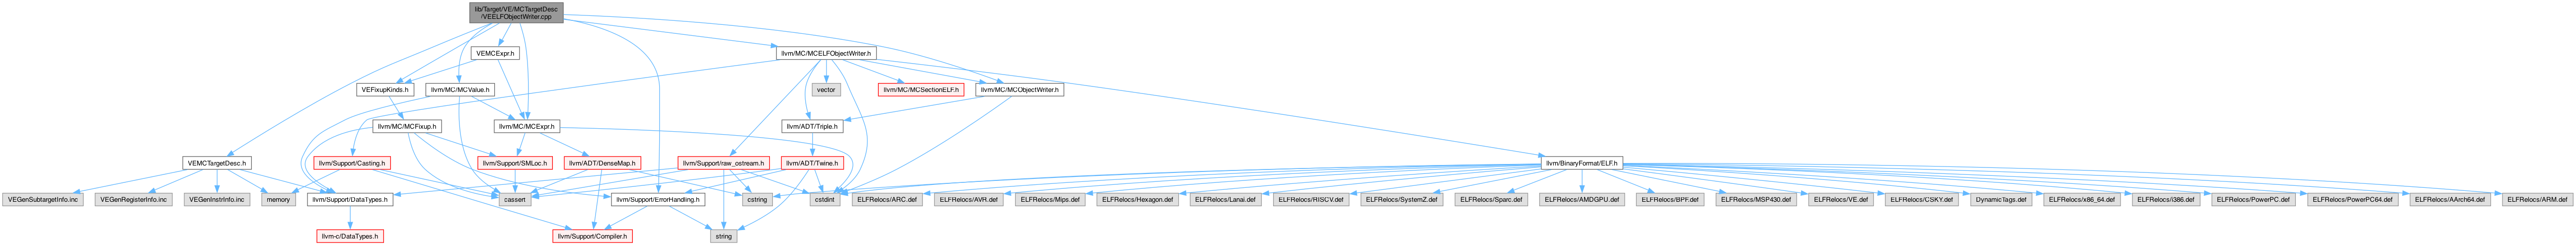 lib/Target/VE/MCTargetDesc
/VEELFObjectWriter.cpp
VEMCExpr.h
llvm/MC/MCELFObjectWriter.h
VEFixupKinds.h
llvm/MC/MCValue.h
vector
llvm/MC/MCSectionELF.h
llvm/MC/MCObjectWriter.h
llvm/MC/MCFixup.h
llvm/MC/MCExpr.h
llvm/ADT/Triple.h
VEMCTargetDesc.h
llvm/Support/Casting.h
llvm/Support/SMLoc.h
llvm/ADT/DenseMap.h
llvm/Support/raw_ostream.h
llvm/ADT/Twine.h
llvm/BinaryFormat/ELF.h
VEGenSubtargetInfo.inc
VEGenRegisterInfo.inc
VEGenInstrInfo.inc
memory
llvm/Support/DataTypes.h
cassert
llvm/Support/ErrorHandling.h
cstring
cstdint
ELFRelocs/ARC.def
ELFRelocs/AVR.def
ELFRelocs/Mips.def
ELFRelocs/Hexagon.def
ELFRelocs/Lanai.def
ELFRelocs/RISCV.def
ELFRelocs/SystemZ.def
ELFRelocs/Sparc.def
ELFRelocs/AMDGPU.def
ELFRelocs/BPF.def
ELFRelocs/MSP430.def
ELFRelocs/VE.def
ELFRelocs/CSKY.def
DynamicTags.def
ELFRelocs/x86_64.def
ELFRelocs/i386.def
ELFRelocs/PowerPC.def
ELFRelocs/PowerPC64.def
ELFRelocs/AArch64.def
ELFRelocs/ARM.def
llvm-c/DataTypes.h
llvm/Support/Compiler.h
string